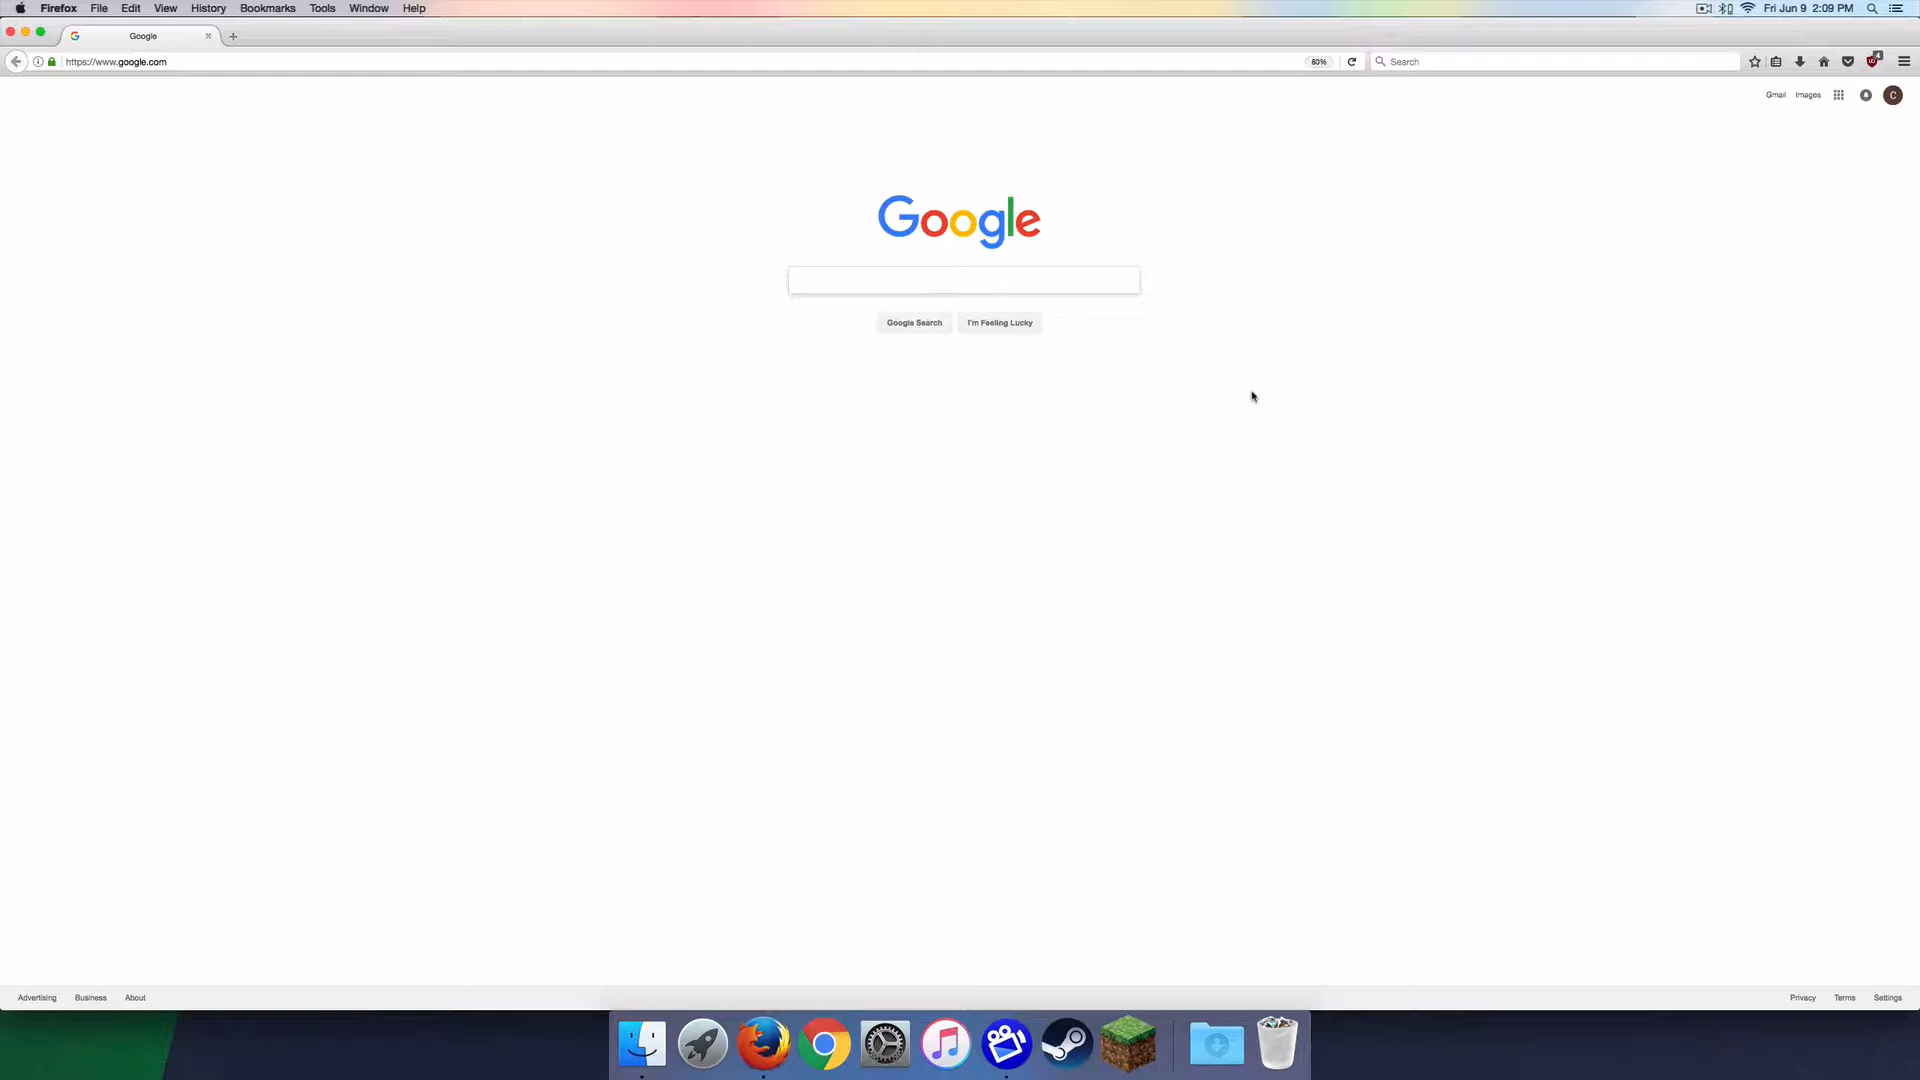 Firefox File Edit View History Bookmarks Tools Window Help Fri Jun 9 2:09 PM
Google
https://www.google.com 80% Search 4
Gmail Images C
Google
Google Search I'm Feeling Lucky
Advertising Business About Privacy Terms Settings